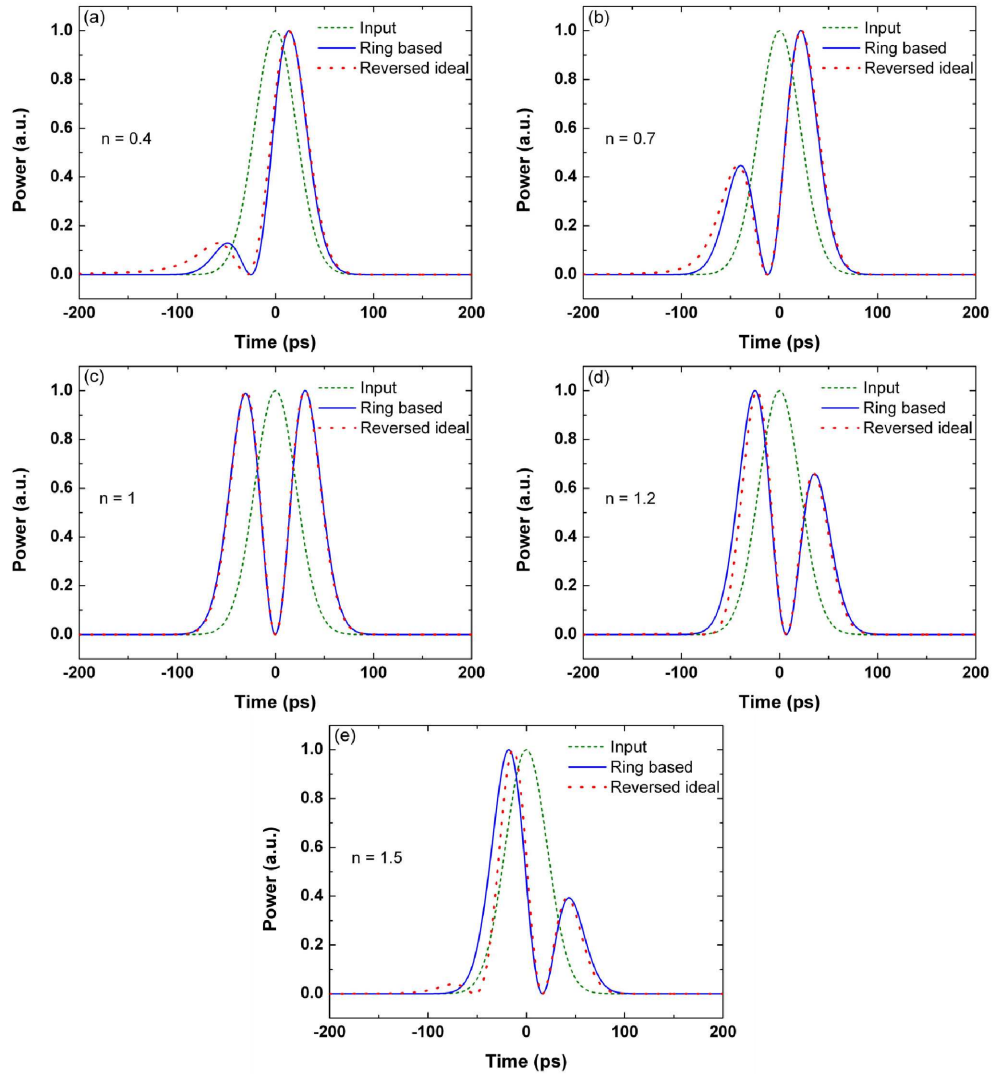 (a)
Input
Ring based
Reversed ideal
n = 0.4
Power (a.u.)
1.0
0.8
0.6
0.4
0.2
0.0
-200 -100 0 100 200
Time (ps)
(b)
Input
Ring based
Reversed ideal
n = 0.7
Power (a.u.)
1.0
0.8
0.6
0.4
0.2
0.0
-200 -100 0 100 200
Time (ps)
(c)
Input
Ring based
Reversed ideal
n = 1
Power (a.u.)
1.0
0.8
0.6
0.4
0.2
0.0
-200 -100 0 100 200
Time (ps)
(d)
Input
Ring based
Reversed ideal
n = 1.2
Power (a.u.)
1.0
0.8
0.6
0.4
0.2
0.0
-200 -100 0 100 200
Time (ps)
(e)
Input
Ring based
Reversed ideal
n = 1.5
Power (a.u.)
1.0
0.8
0.6
0.4
0.2
0.0
-200 -100 0 100 200
Time (ps)